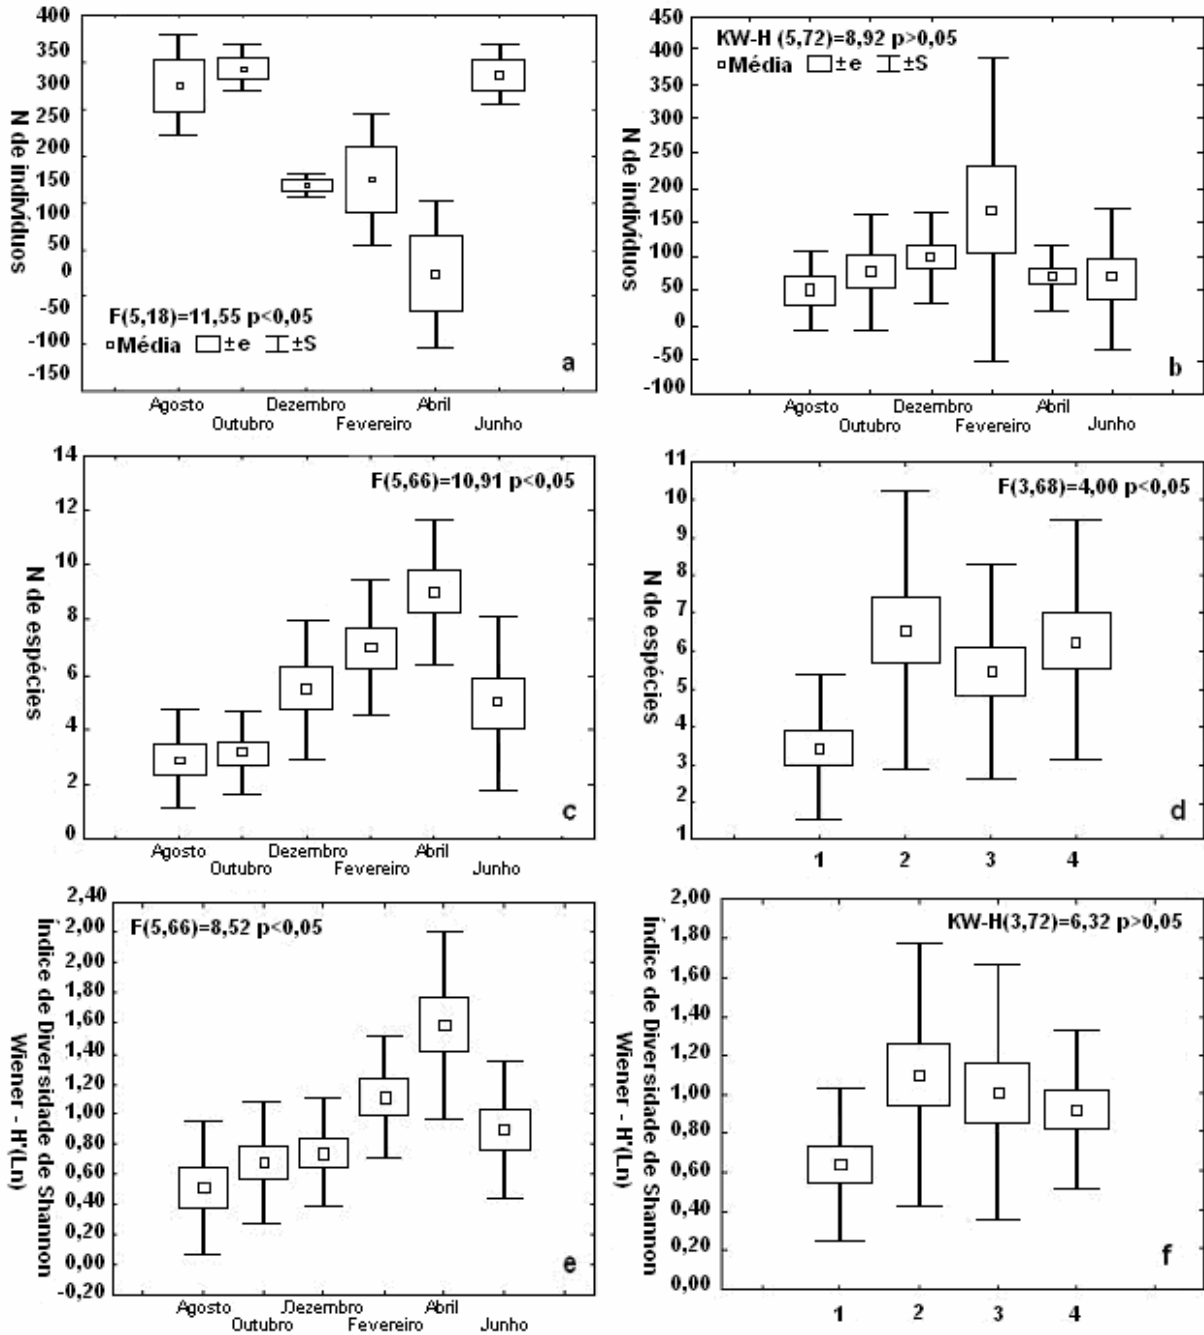 400
350
300
150
100
50
0
-50
-100
-150
N de indivíduos
F(5,18)=11,55 p<0,05
Média ±e ±S
a
Agosto Outubro Dezembro Fevereiro Abril Junho
450
400
350
300
250
200
150
100
50
0
-50
-100
N de indivíduos
KW-H (5,72)=8,92 p>0,05
Média ±e ±S
b
Agosto Outubro Dezembro Fevereiro Abril Junho
14
12
10
8
6
4
2
0
N de espécies
F(5,66)=10,91 p<0,05
c
Agosto Outubro Dezembro Fevereiro Abril Junho
11
10
9
8
7
6
5
4
3
2
1
N de espécies
F(3,68)=4,00 p<0,05
d
1 2 3 4
2,40
2,00
1,80
1,60
1,40
1,20
1,00
0,80
0,60
0,40
0,20
0,00
-0,20
Índice de Diversidade de Shannon
Wiener - H'(Ln)
F(5,66)=8,52 p<0,05
e
Agosto Outubro Dezembro Fevereiro Abril Junho
2,00
1,80
1,60
1,40
1,20
1,00
0,80
0,60
0,40
0,20
0,00
Índice de Diversidade de Shannon
Wiener - H'(Ln)
KW-H(3,72)=6,32 p>0,05
f
1 2 3 4